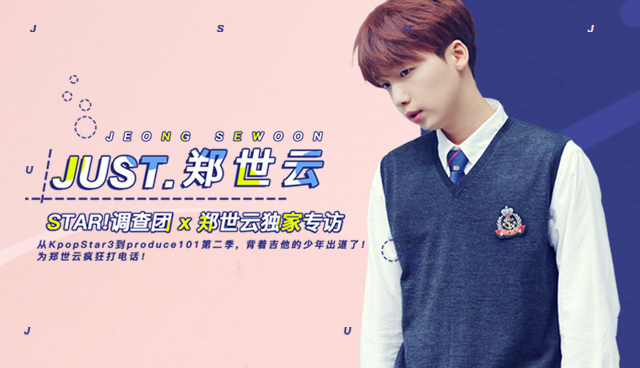 J S U J
JEONG SEWOON
U
JUST.郑世云
STAR!调查团 x 郑世云独家专访
从KpopStar3到produce101第二季，背着吉他的少年出道了！
为郑世云疯狂打电话！
J U J